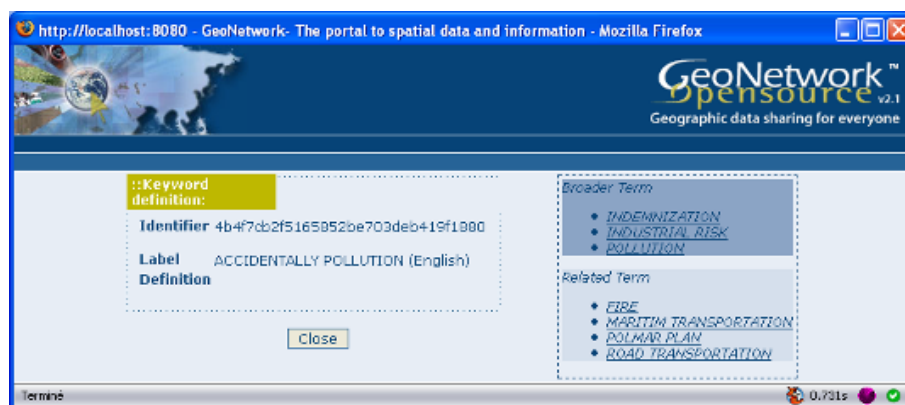 http://localhost:8080 - GeoNetwork- The portal to spatial data and information - Mozilla Firefox
GeoNetwork™
Opensource v2.1
Geographic data sharing for everyone
::Keyword
definition:
Identifier 4b4f7cb2f5165852be703deb419f1880
Label ACCIDENTALLY POLLUTION (English)
Definition
Close
Broader Term
INDEMNIZATION
INDUSTRIAL RISK
POLLUTION
Related Term
FIRE
MARITIM TRANSPORTATION
POLMAR PLAN
ROAD TRANSPORTATION
Terminé
0.731s